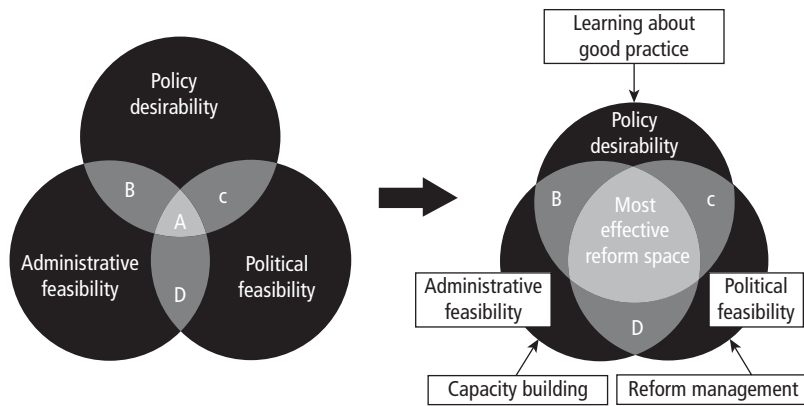 Policy
desirability
B
c
A
Administrative
feasibility
D
Political
feasibility
Learning about
good practice
Policy
desirability
B
c
Most
effective
reform space
Administrative
feasibility
Political
feasibility
D
Capacity building
Reform management